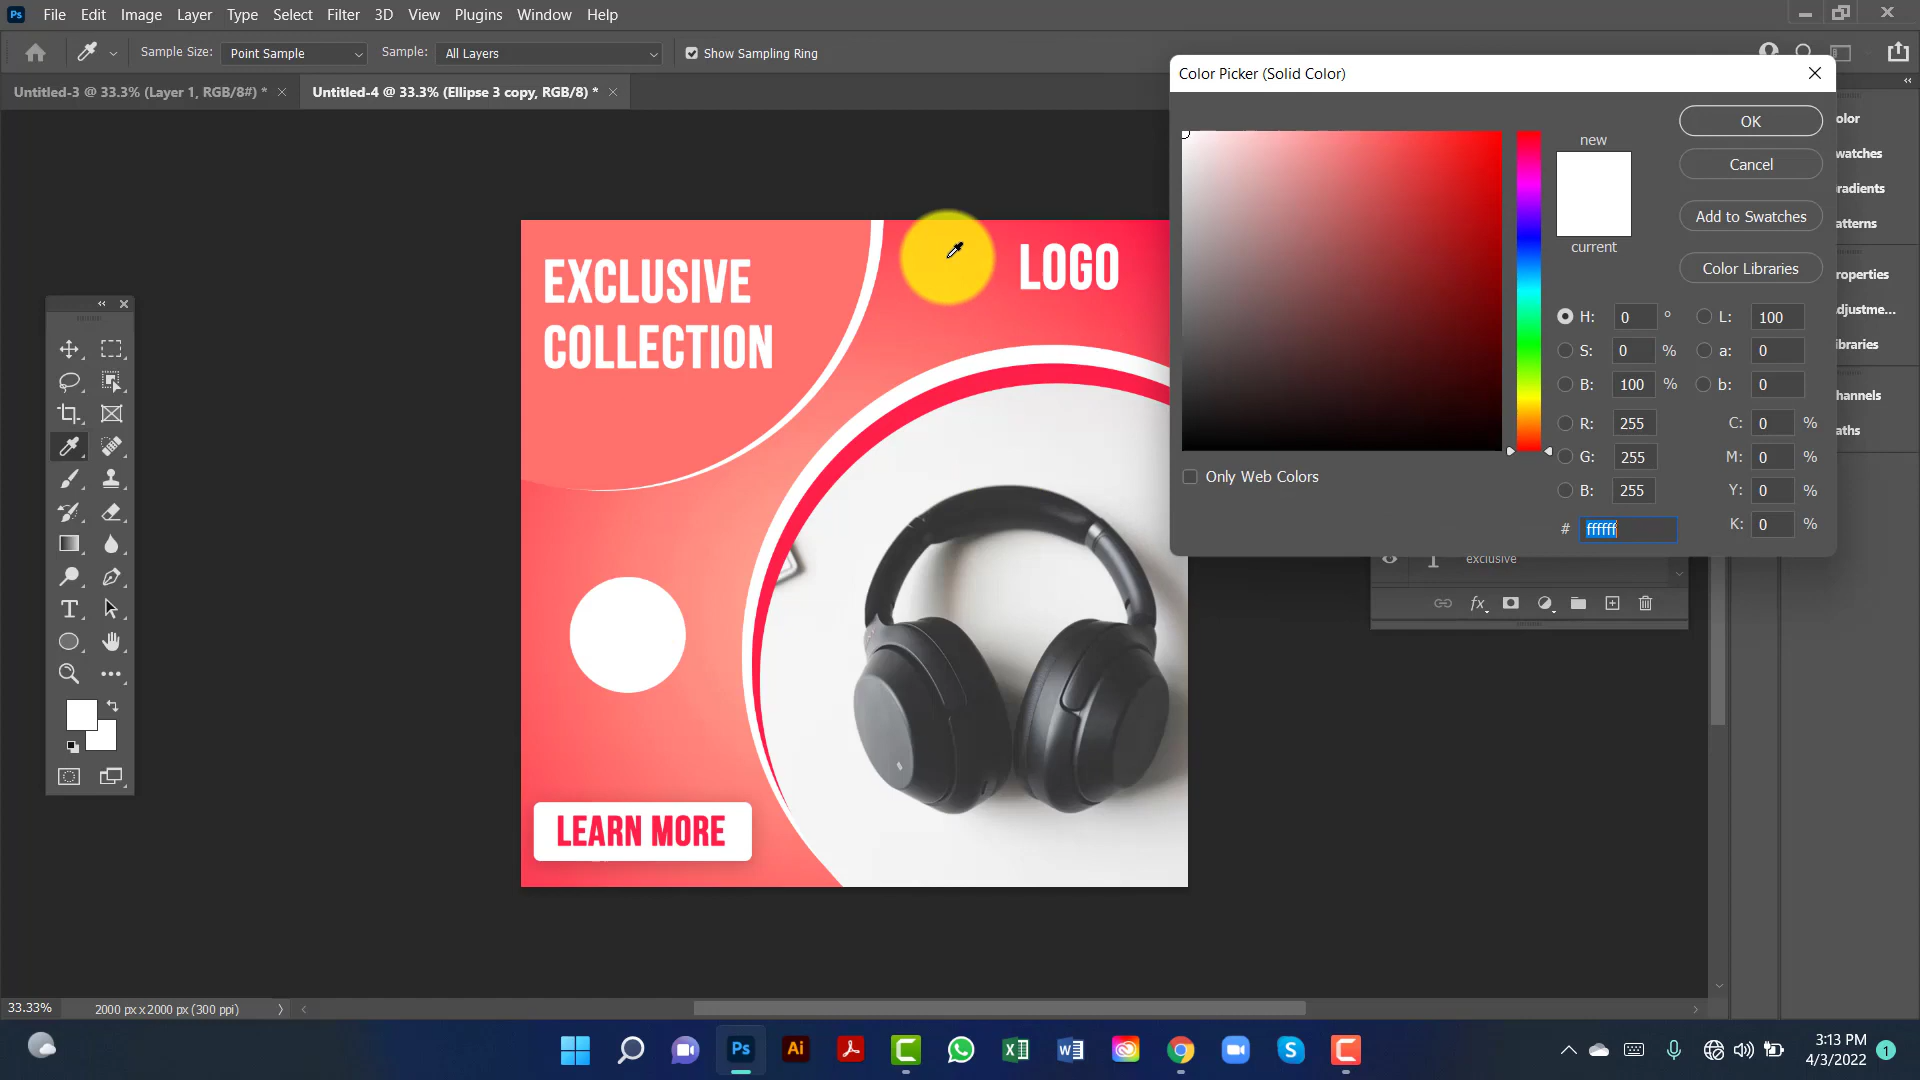 Ps File Edit Image Layer Type Select Filter 3D View Plugins Window Help
Sample Size: Point Sample Sample: All Layers Show Sampling Ring
Untitled-3 @ 33.3% (Layer 1, RGB/8#) * Untitled-4 @ 33.3% (Ellipse 3 copy, RGB/8) *
Color Picker (Solid Color)
new
current
OK
Cancel
Add to Swatches
Color Libraries
H: 0 °
S: 0 %
B: 100 %
R: 255
G: 255
B: 255
# ffffff
L: 100
a: 0
b: 0
C: 0 %
M: 0 %
Y: 0 %
K: 0 %
Only Web Colors
olor
watches
radients
atterns
roperties
djustme...
ibraries
hannels
aths
exclusive
fx
EXCLUSIVE
COLLECTION
LOGO
LEARN MORE
33.33% 2000 px x 2000 px (300 ppi)
Ps Ai
3:13 PM
4/3/2022
1